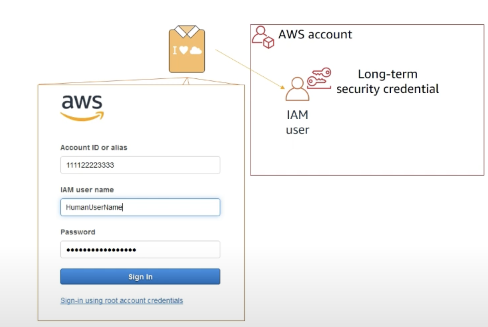 I ♥ ☁
AWS account
Long-term
security credential
IAM
user
aws
Account ID or alias
111122223333
IAM user name
HumanUserName
Password
•••••••••••••••••
Sign In
Sign-in using root account credentials